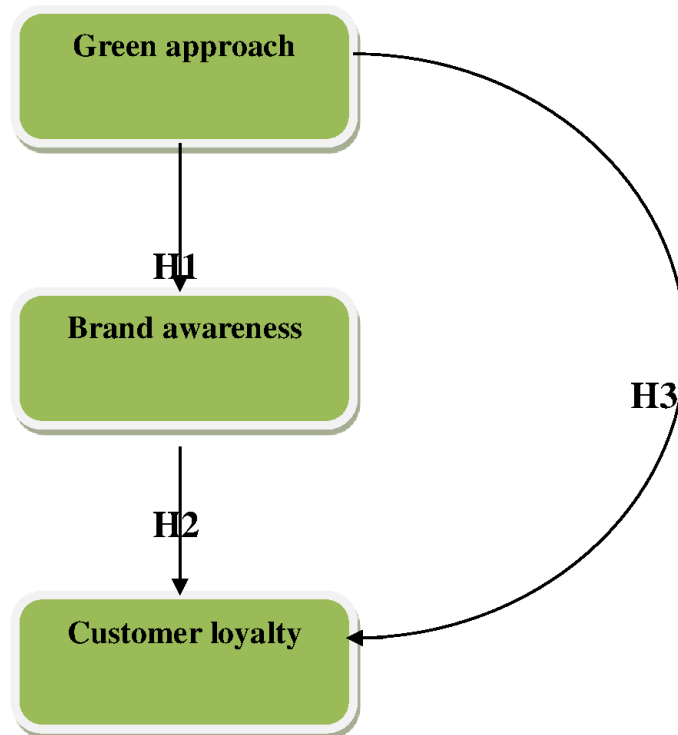 Green approach
H1
Brand awareness
H3
H2
Customer loyalty